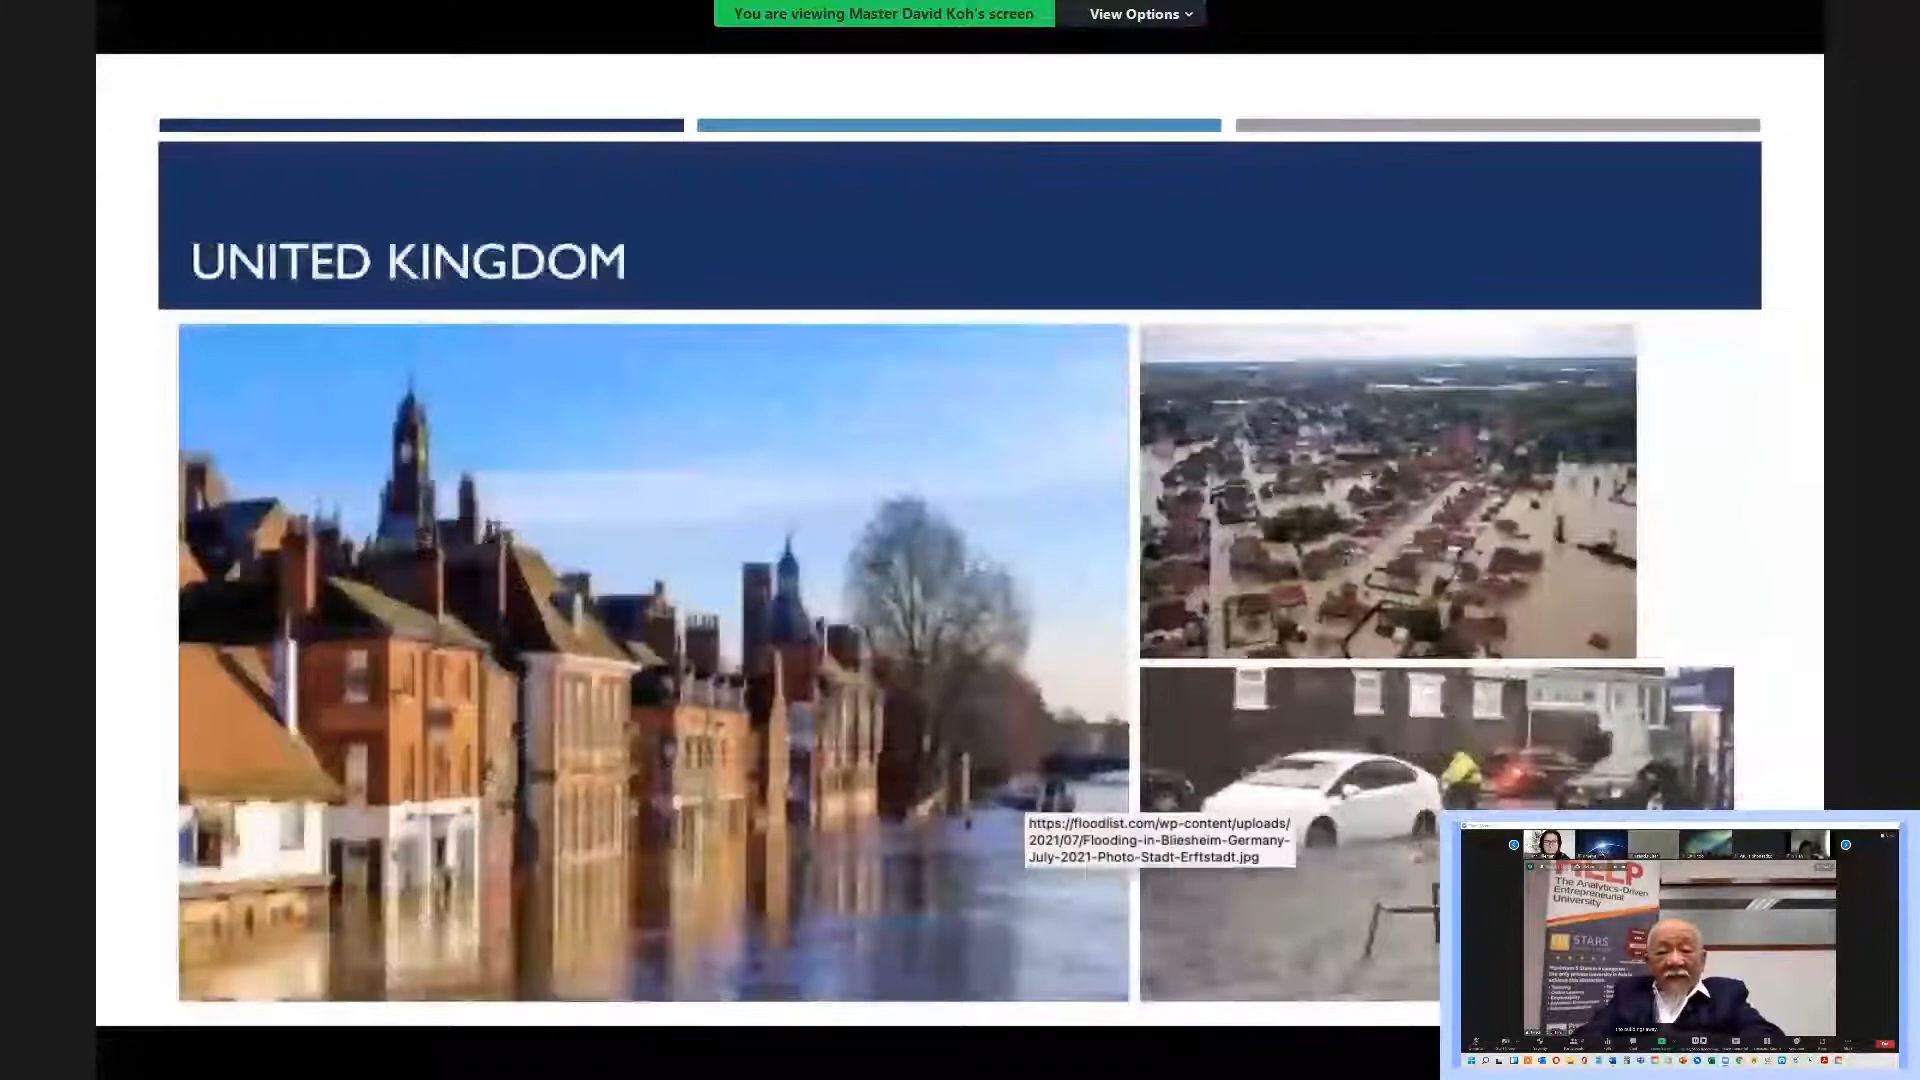 You are viewing Master David Koh's screen
View Options
UNITED KINGDOM
https://floodlist.com/wp-content/uploads/
2021/07/Flooding-in-Bliesheim-Germany-
July-2021-Photo-Stadt-Erftstadt.jpg
HELP
The Analytics-Driven
Entrepreneurial
University
STARS